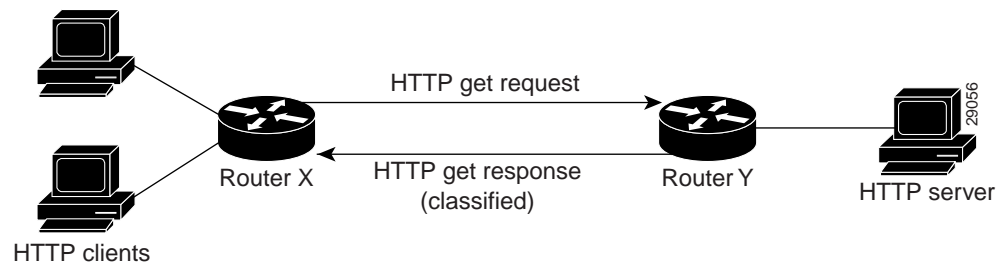 HTTP get request
29056
Router X
HTTP get response
(classified)
Router Y
HTTP server
HTTP clients